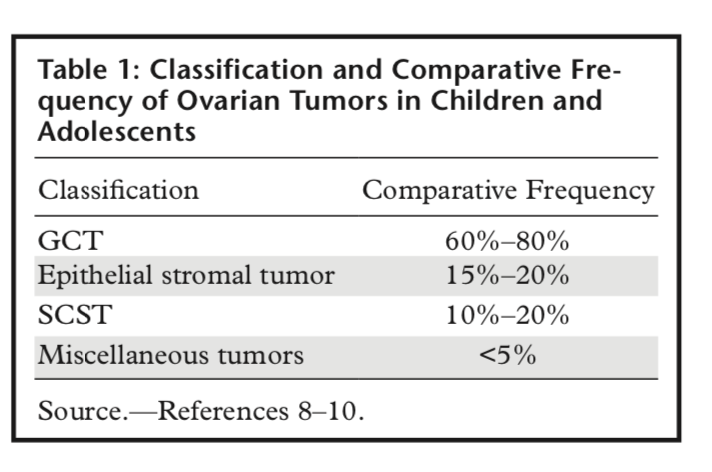 Table 1: Classification and Comparative Fre-
quency of Ovarian Tumors in Children and
Adolescents
Classification Comparative Frequency
GCT 60%–80%
Epithelial stromal tumor 15%–20%
SCST 10%–20%
Miscellaneous tumors <5%
Source.—References 8–10.